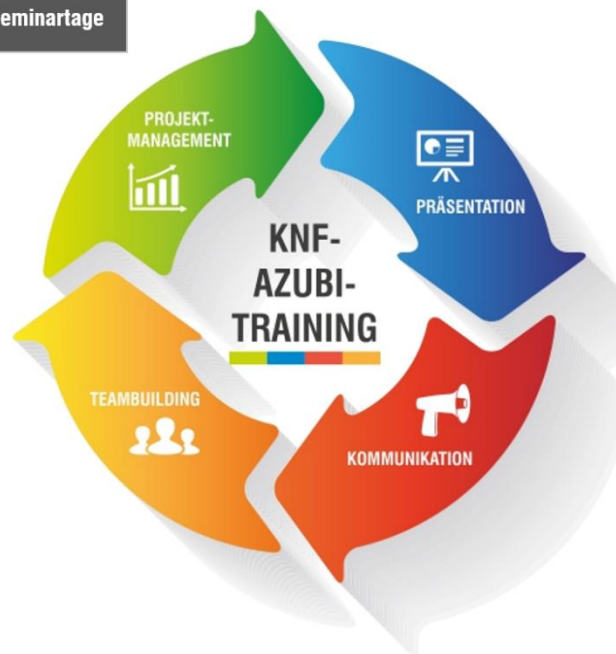 eminartage
PROJEKT-
MANAGEMENT
PRÄSENTATION
KNF-
AZUBI-
TRAINING
TEAMBUILDING
KOMMUNIKATION